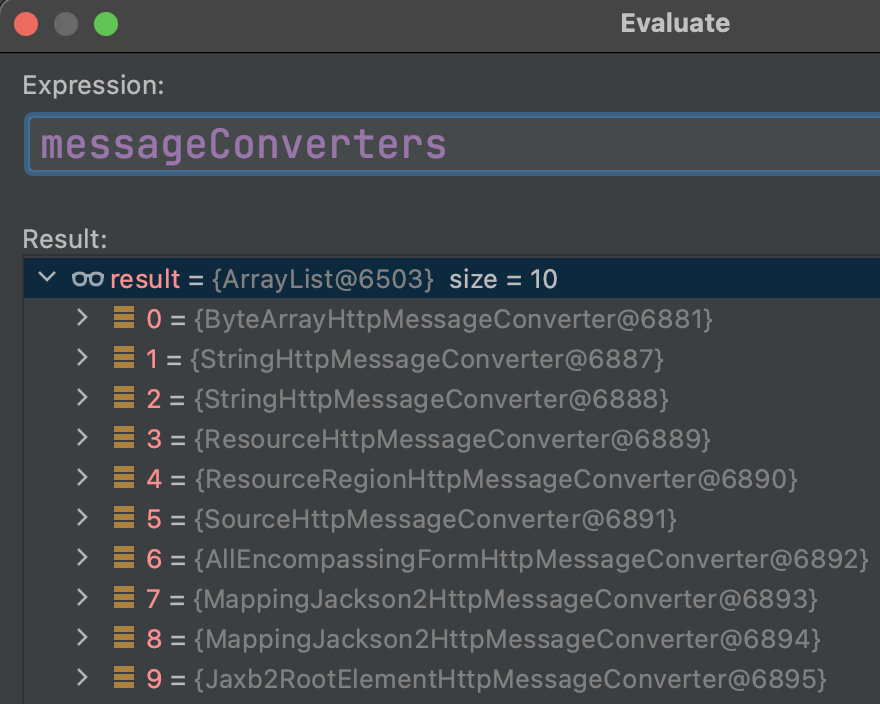 Evaluate
Expression:
messageConverters
Result:
result = {ArrayList@6503} size = 10
0 = {ByteArrayHttpMessageConverter@6881}
1 = {StringHttpMessageConverter@6887}
2 = {StringHttpMessageConverter@6888}
3 = {ResourceHttpMessageConverter@6889}
4 = {ResourceRegionHttpMessageConverter@6890}
5 = {SourceHttpMessageConverter@6891}
6 = {AllEncompassingFormHttpMessageConverter@6892}
7 = {MappingJackson2HttpMessageConverter@6893}
8 = {MappingJackson2HttpMessageConverter@6894}
9 = {Jaxb2RootElementHttpMessageConverter@6895}